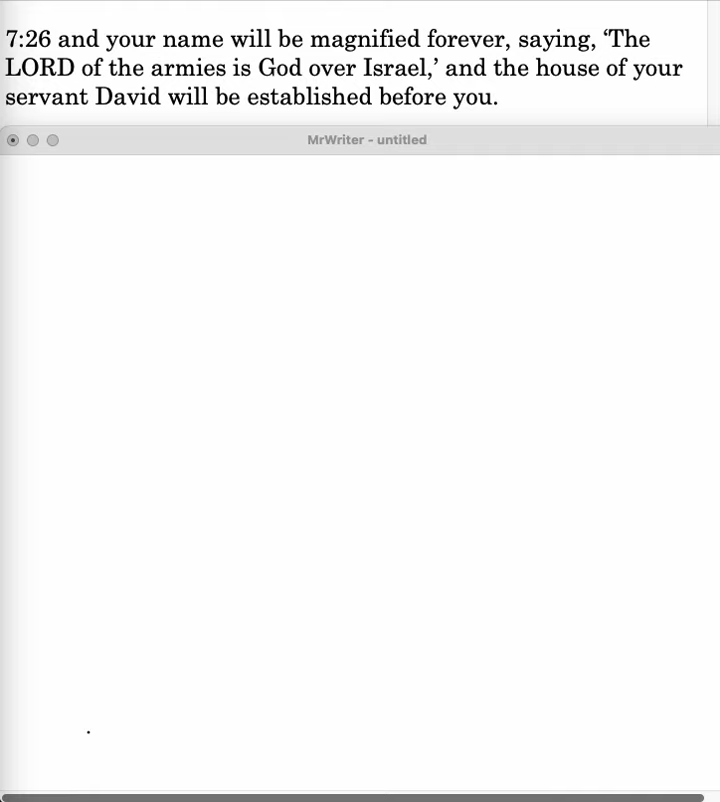 7:26 and your name will be magnified forever, saying, ‘The
LORD of the armies is God over Israel,’ and the house of your
servant David will be established before you.
MrWriter - untitled
.